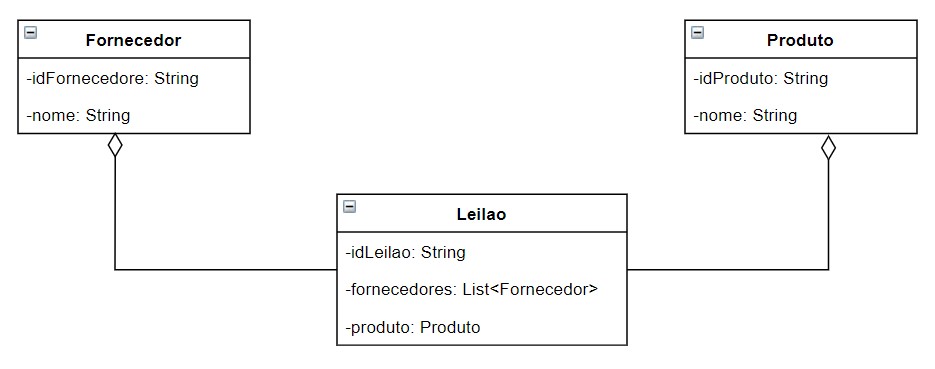 Fornecedor
-idFornecedore: String
-nome: String
Produto
-idProduto: String
-nome: String
Leilao
-idLeilao: String
-fornecedores: List<Fornecedor>
-produto: Produto